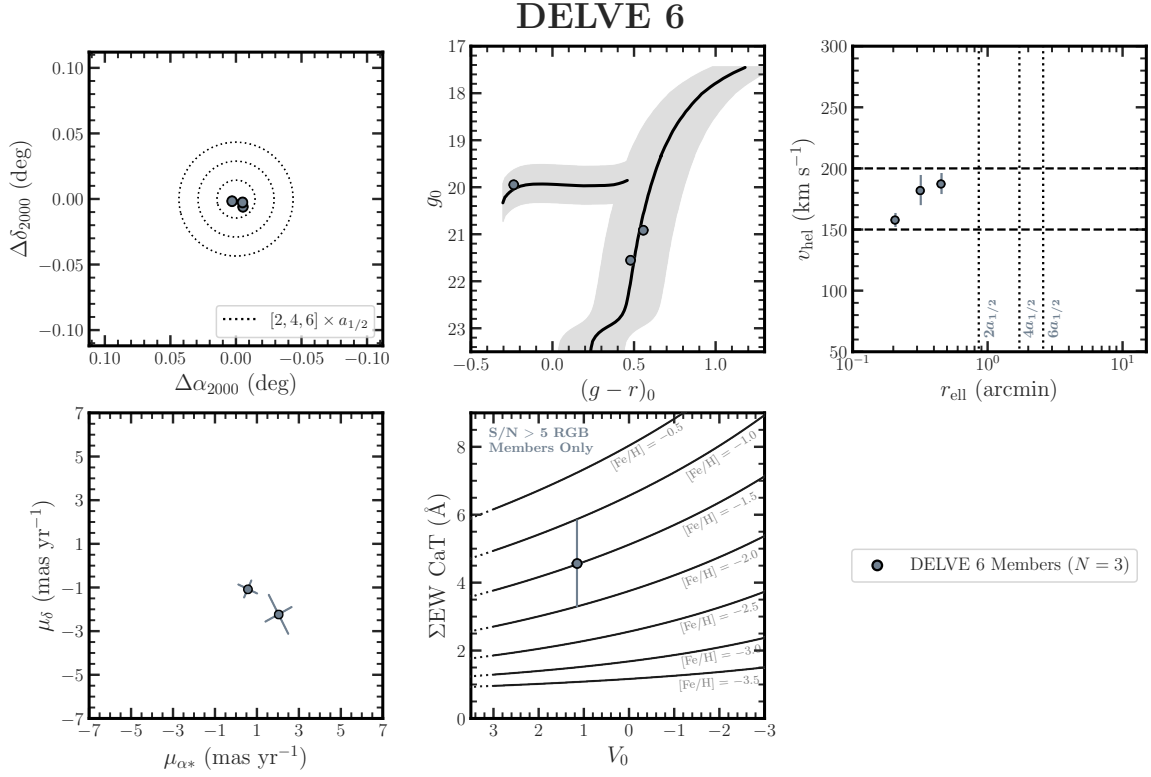 DELVE 6
0.10
0.05
0.00
−0.05
−0.10
0.10
0.05
0.00
−0.05
−0.10
Δδ2000 (deg)
Δα2000 (deg)
[2, 4, 6] × a1/2
17
18
19
20
21
22
23
−0.5
0.0
0.5
1.0
g0
(g − r)0
300
250
200
150
100
50
10−1
100
101
vhel (km s−1)
rell (arcmin)
2a1/2
4a1/2
6a1/2
7
5
3
1
−1
−3
−5
−7
−7
−5
−3
−1
1
3
5
7
μδ (mas yr−1)
μα∗ (mas yr−1)
S/N > 5 RGB
Members Only
[Fe/H] = −0.5
[Fe/H] = −1.0
[Fe/H] = −1.5
[Fe/H] = −2.0
[Fe/H] = −2.5
[Fe/H] = −3.0
[Fe/H] = −3.5
8
6
4
2
0
3
2
1
0
−1
−2
−3
ΣEW CaT (Å)
V0
DELVE 6 Members (N = 3)